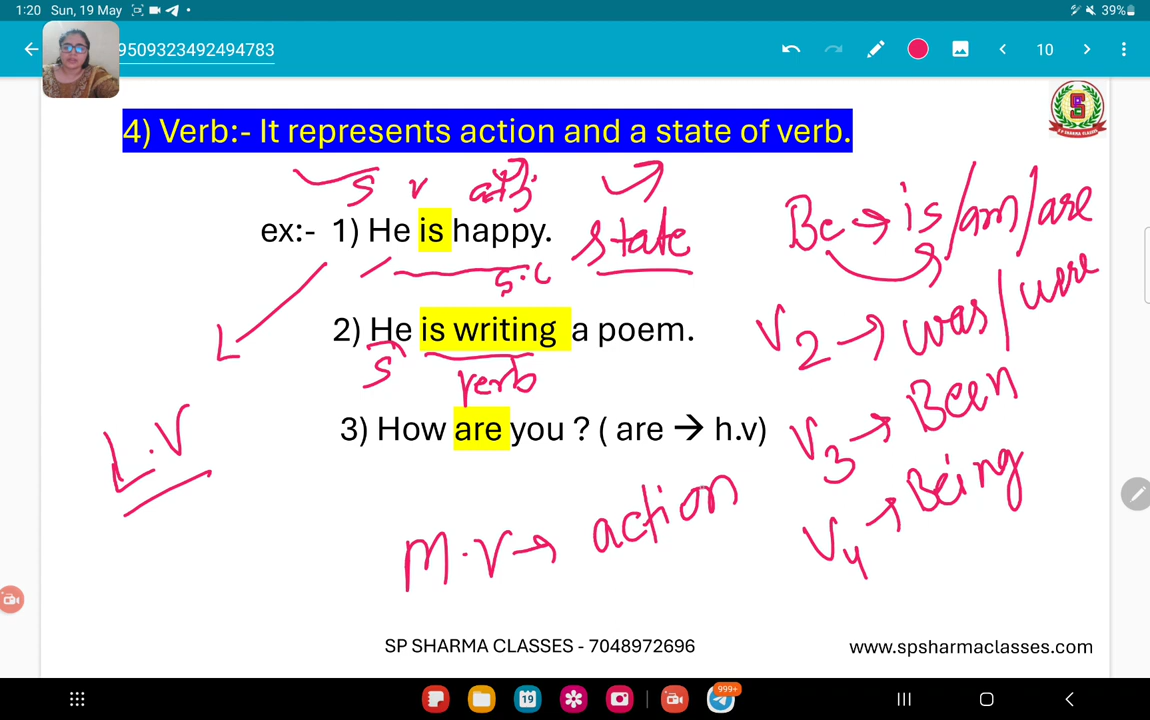 1:20 Sun, 19 May 39%
9509323492494783 10
S
4) Verb:- It represents action and a state of verb.
S V adj
Be → is/am/are
ex:- 1) He is happy. state
S.C
V2 → was/were
2) He is writing a poem.
S verb
V3 → Been
3) How are you ? ( are → h.v)
L.V
V4 → Being
M.V → action
SP SHARMA CLASSES - 7048972696 www.spsharmaclasses.com
19 999+